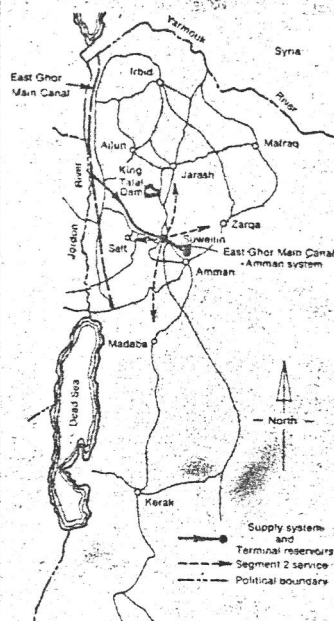 Yarmouk
River
Syria
East Ghor
Main Canal
Irbid
Ajlun
Mafraq
King
Talal
Dam
Jarash
River
Jordon
Zarqa
Salt
Suweilih
East Ghor Main Canal
-Amman system
Amman
Madaba
Dead Sea
North
Kerak
Supply system
and
Terminal reservoirs
Segment 2 service
Political boundary